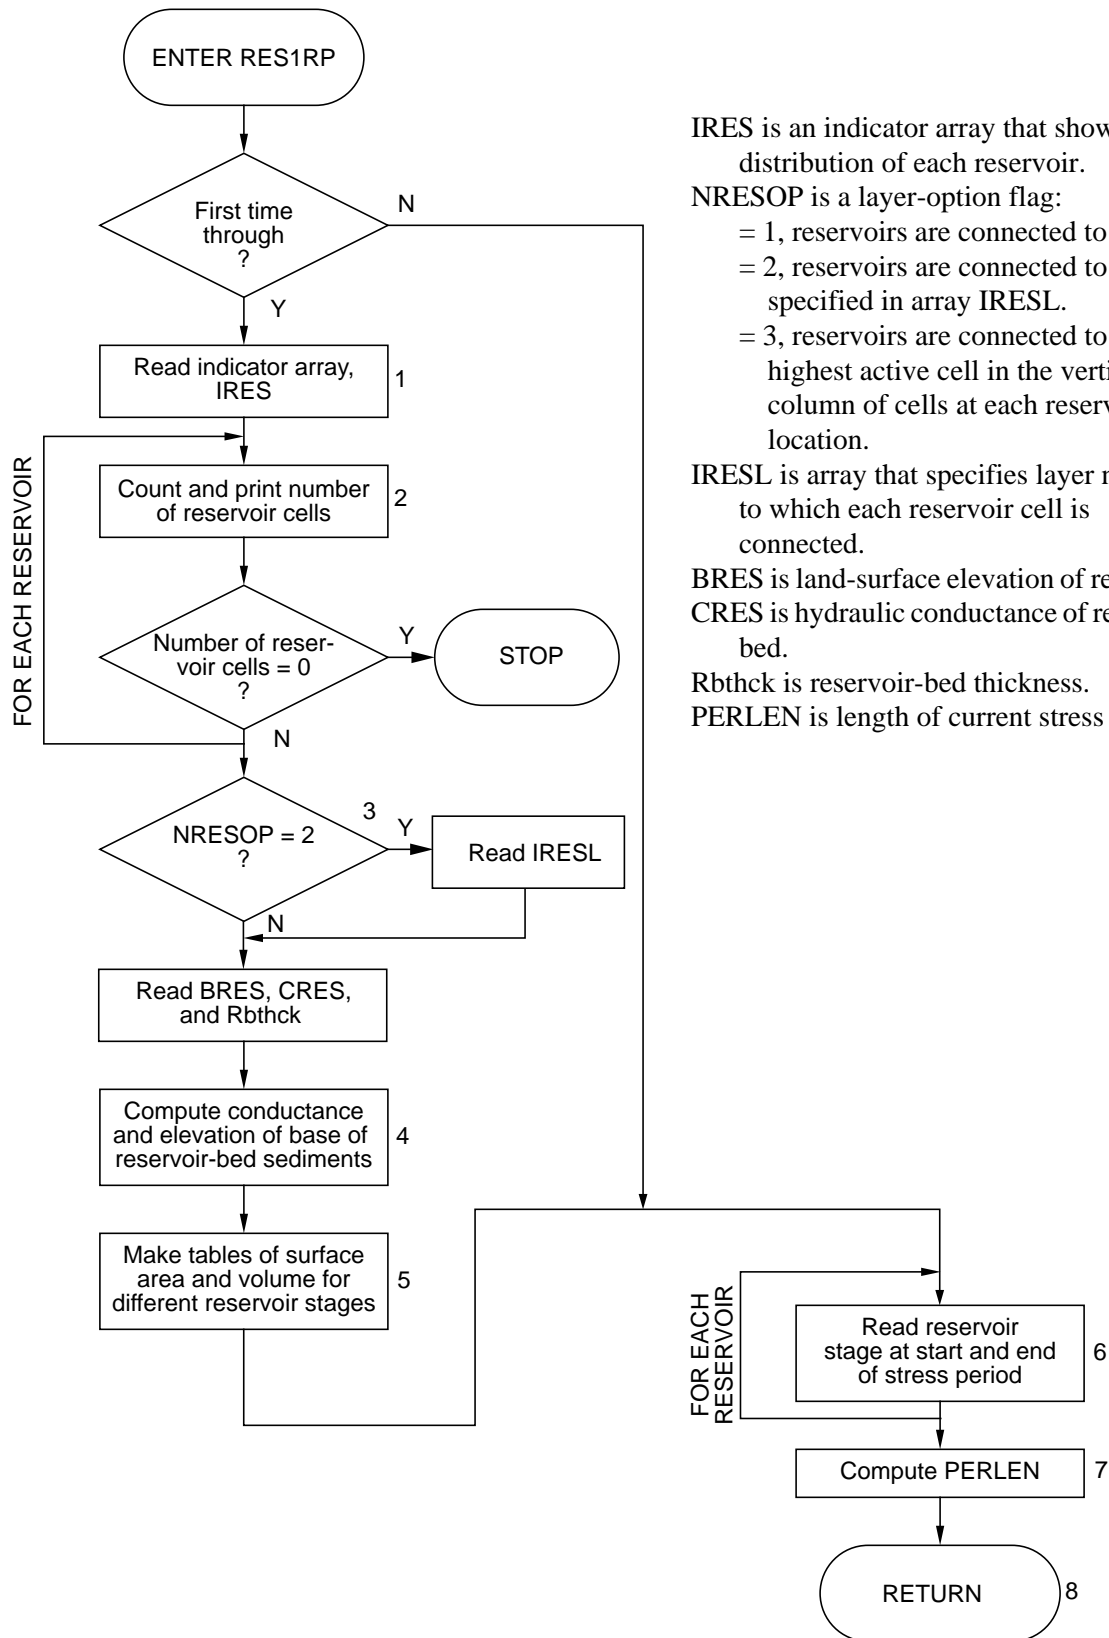 ENTER RES1RP
First time
through
?
N
Y
Read indicator array,
IRES
1
FOR EACH RESERVOIR
Count and print number
of reservoir cells
2
Number of reser-
voir cells = 0
?
Y
STOP
N
NRESOP = 2
?
3
Y
Read IRESL
N
Read BRES, CRES,
and Rbthck
Compute conductance
and elevation of base of
reservoir-bed sediments
4
Make tables of surface
area and volume for
different reservoir stages
5
FOR EACH
RESERVOIR
Read reservoir
stage at start and end
of stress period
6
Compute PERLEN
7
RETURN
8
IRES is an indicator array that show
distribution of each reservoir.
NRESOP is a layer-option flag:
= 1, reservoirs are connected to
= 2, reservoirs are connected to
specified in array IRESL.
= 3, reservoirs are connected to
highest active cell in the verti
column of cells at each reserv
location.
IRESL is array that specifies layer
to which each reservoir cell is
connected.
BRES is land-surface elevation of re
CRES is hydraulic conductance of re
bed.
Rbthck is reservoir-bed thickness.
PERLEN is length of current stress